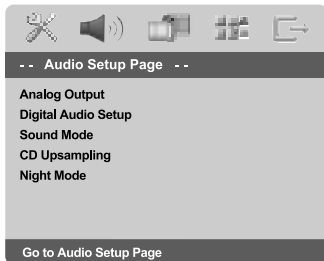 - - Audio Setup Page - -
Analog Output
Digital Audio Setup
Sound Mode
CD Upsampling
Night Mode
Go to Audio Setup Page